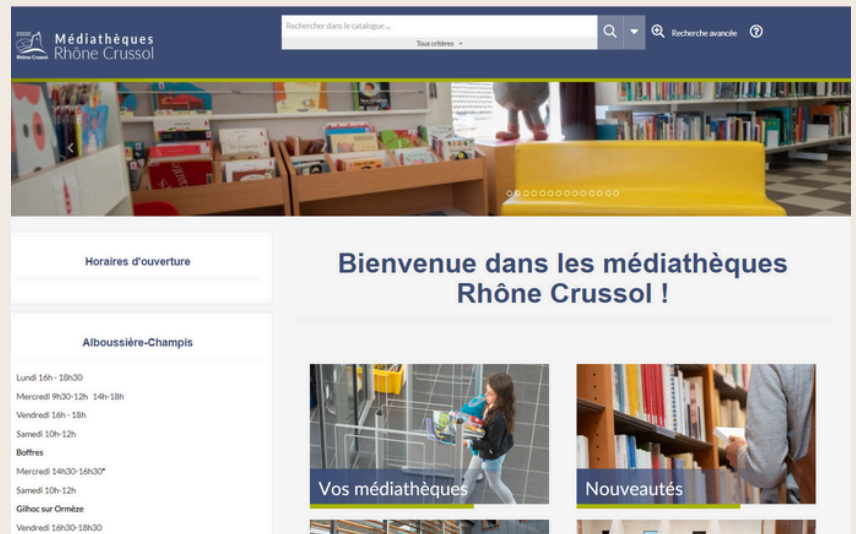 Médiathèques
Rhône Crussol
Rhône Crussol
Rechercher dans le catalogue ...
Tous critères
Recherche avancée
?
Horaires d'ouverture
Alboussière-Champis
Lundi 16h - 18h30
Mercredi 9h30-12h 14h-18h
Vendredi 16h - 18h
Samedi 10h-12h
Boffres
Mercredi 14h30-16h30*
Samedi 10h-12h
Gilhoc sur Ormèze
Vendredi 16h30-18h30
Bienvenue dans les médiathèques
Rhône Crussol !
Vos médiathèques
Nouveautés